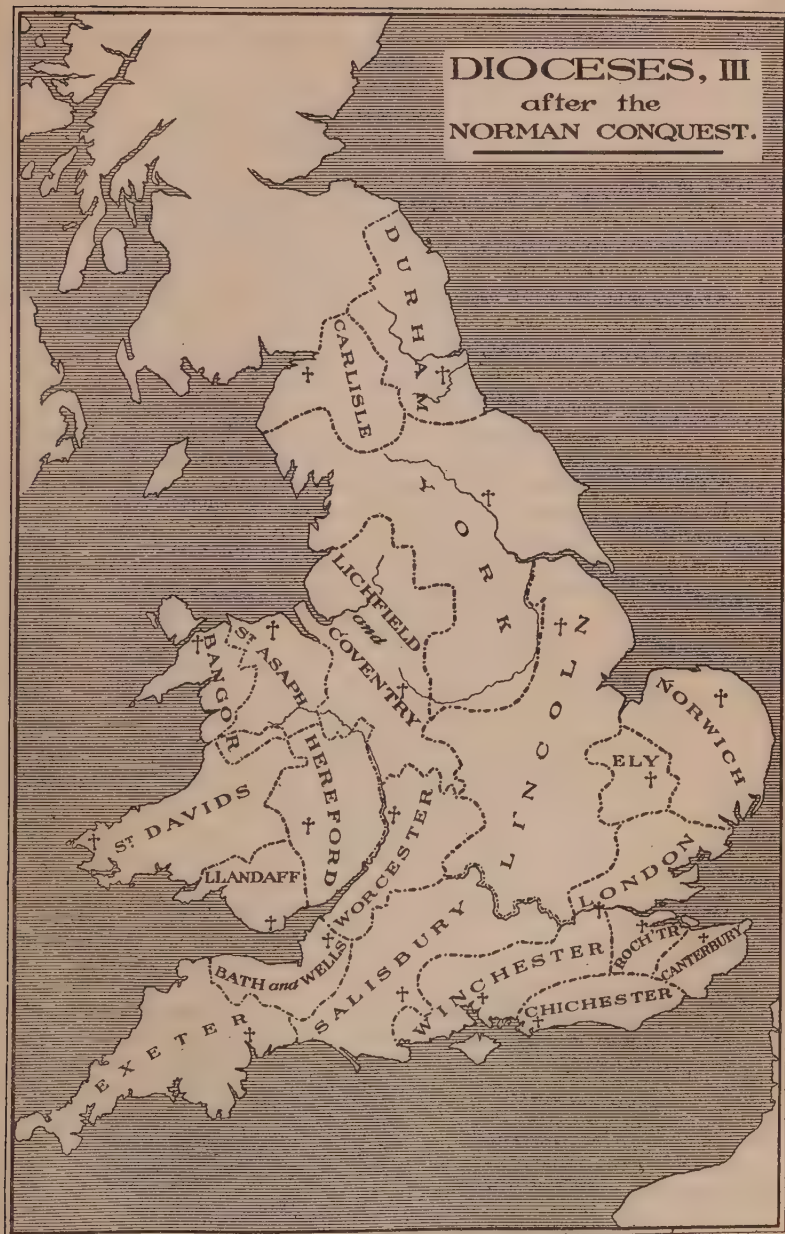 DIOCESES, III
after the
NORMAN CONQUEST.
DURHAM
CARLISLE
YORK
LICHFIELD
and
COVENTRY
ST ASAPH
BANGOR
LINCOLN
NORWICH
ELY
HEREFORD
ST DAVIDS
WORCESTER
LLANDAFF
LONDON
BATH and WELLS
SALISBURY
WINCHESTER
ROCH'TR
CANTERBURY
CHICHESTER
EXETER